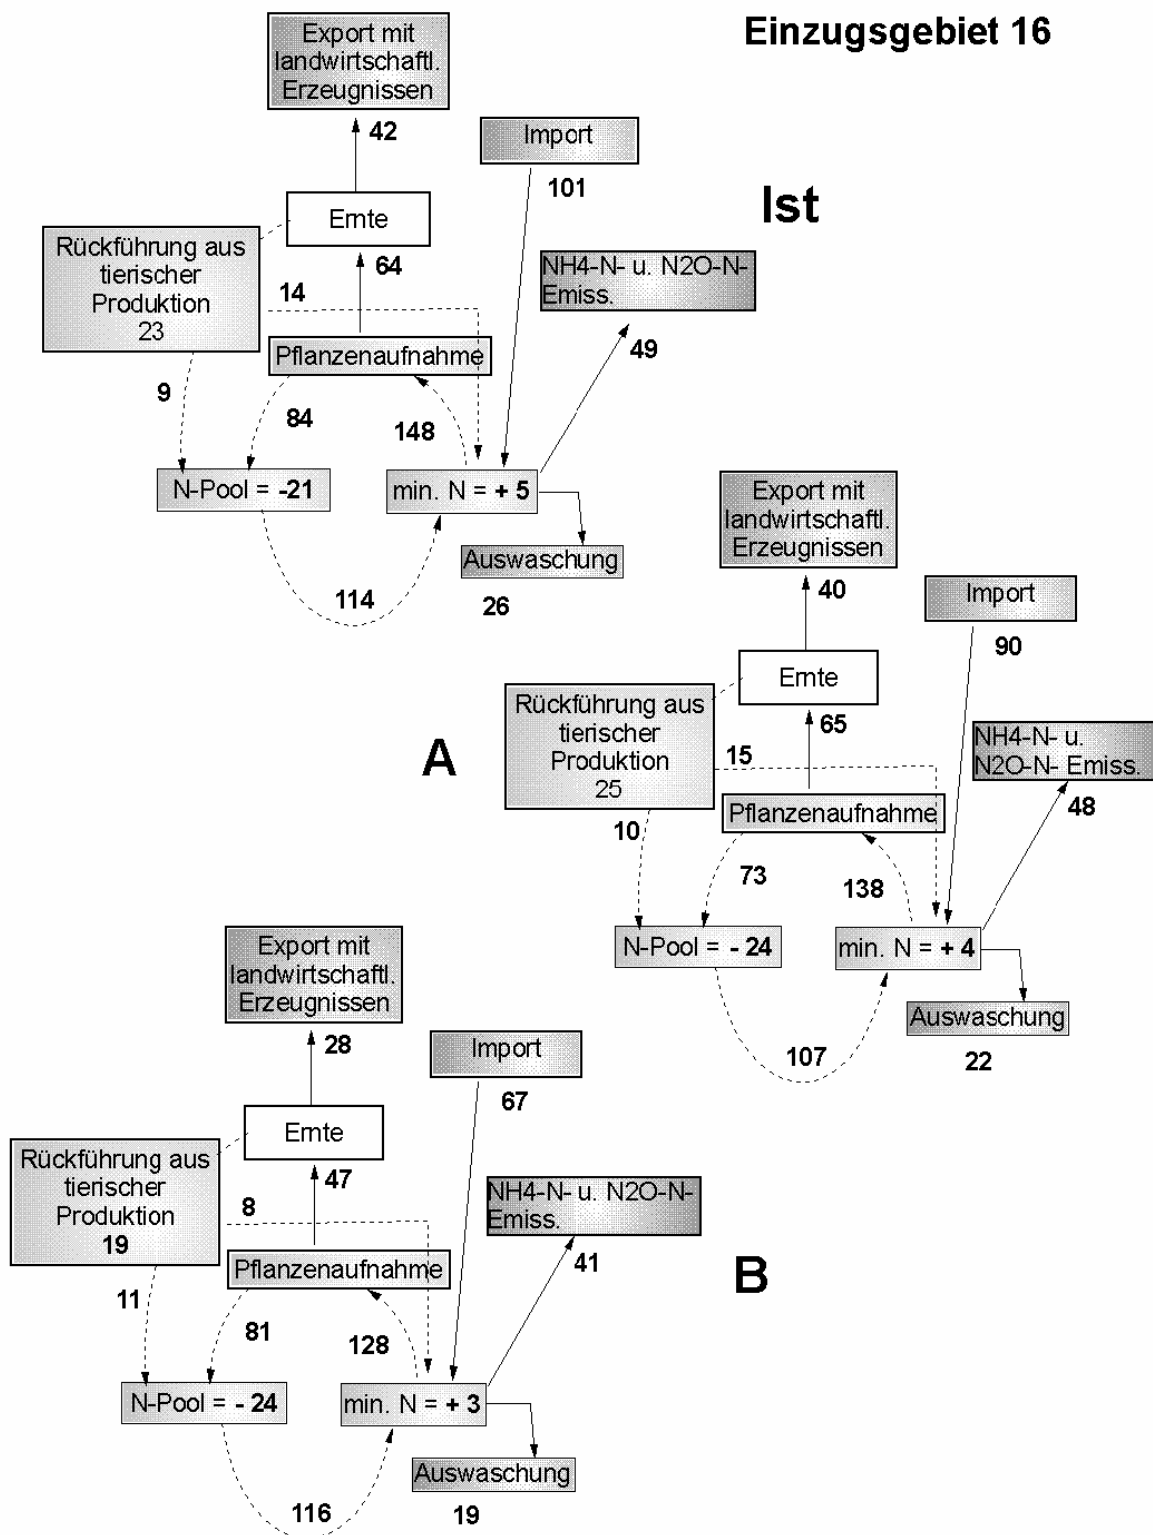 Einzugsgebiet 16
Ist
Export mit
landwirtschaftl.
Erzeugnissen
42
Import
101
Ernte
64
Rückführung aus
tierischer
Produktion
23
14
NH4-N- u. N2O-N-
Emiss.
49
Pflanzenaufnahme
9
84
148
N-Pool = -21
min. N = + 5
Auswaschung
26
114
A
Export mit
landwirtschaftl.
Erzeugnissen
40
Import
90
Ernte
65
Rückführung aus
tierischer
Produktion
25
15
NH4-N- u.
N2O-N- Emiss.
48
Pflanzenaufnahme
10
73
138
N-Pool = - 24
min. N = + 4
Auswaschung
22
107
B
Export mit
landwirtschaftl.
Erzeugnissen
28
Import
67
Ernte
47
Rückführung aus
tierischer
Produktion
19
8
NH4-N- u. N2O-N-
Emiss.
41
Pflanzenaufnahme
11
81
128
N-Pool = - 24
min. N = + 3
Auswaschung
19
116